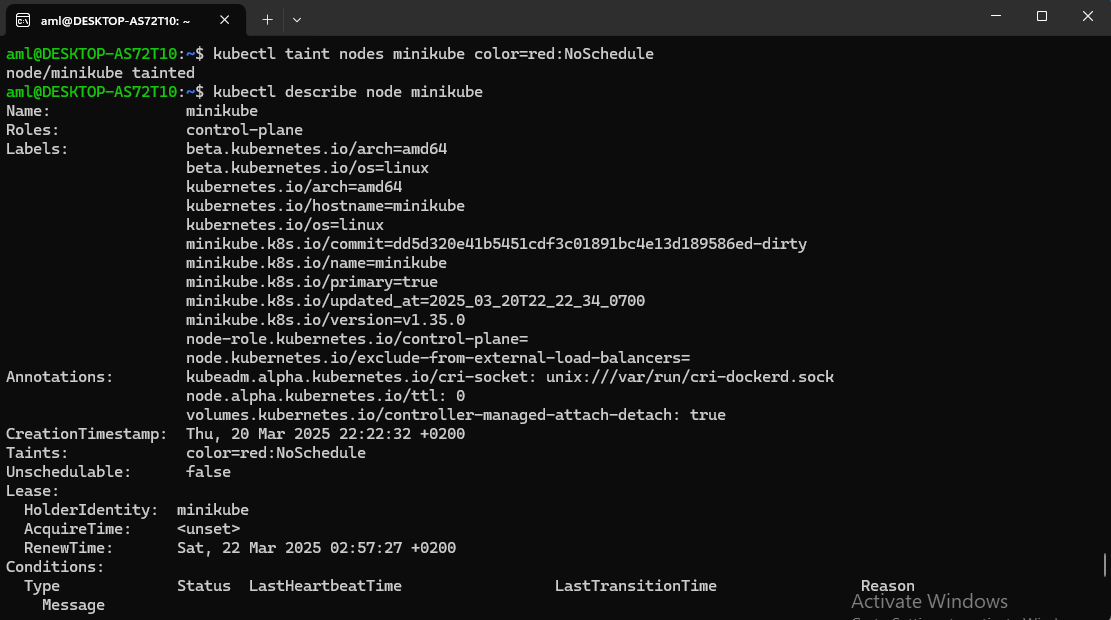 aml@DESKTOP-AS72T10: ~
aml@DESKTOP-AS72T10:~$ kubectl taint nodes minikube color=red:NoSchedule
node/minikube tainted
aml@DESKTOP-AS72T10:~$ kubectl describe node minikube
Name:               minikube
Roles:              control-plane
Labels:             beta.kubernetes.io/arch=amd64
                    beta.kubernetes.io/os=linux
                    kubernetes.io/arch=amd64
                    kubernetes.io/hostname=minikube
                    kubernetes.io/os=linux
                    minikube.k8s.io/commit=dd5d320e41b5451cdf3c01891bc4e13d189586ed-dirty
                    minikube.k8s.io/name=minikube
                    minikube.k8s.io/primary=true
                    minikube.k8s.io/updated_at=2025_03_20T22_22_34_0700
                    minikube.k8s.io/version=v1.35.0
                    node-role.kubernetes.io/control-plane=
                    node.kubernetes.io/exclude-from-external-load-balancers=
Annotations:        kubeadm.alpha.kubernetes.io/cri-socket: unix:///var/run/cri-dockerd.sock
                    node.alpha.kubernetes.io/ttl: 0
                    volumes.kubernetes.io/controller-managed-attach-detach: true
CreationTimestamp:  Thu, 20 Mar 2025 22:22:32 +0200
Taints:             color=red:NoSchedule
Unschedulable:      false
Lease:
  HolderIdentity:  minikube
  AcquireTime:     <unset>
  RenewTime:       Sat, 22 Mar 2025 02:57:27 +0200
Conditions:
  Type             Status  LastHeartbeatTime                 LastTransitionTime                Reason
    Message
Activate Windows